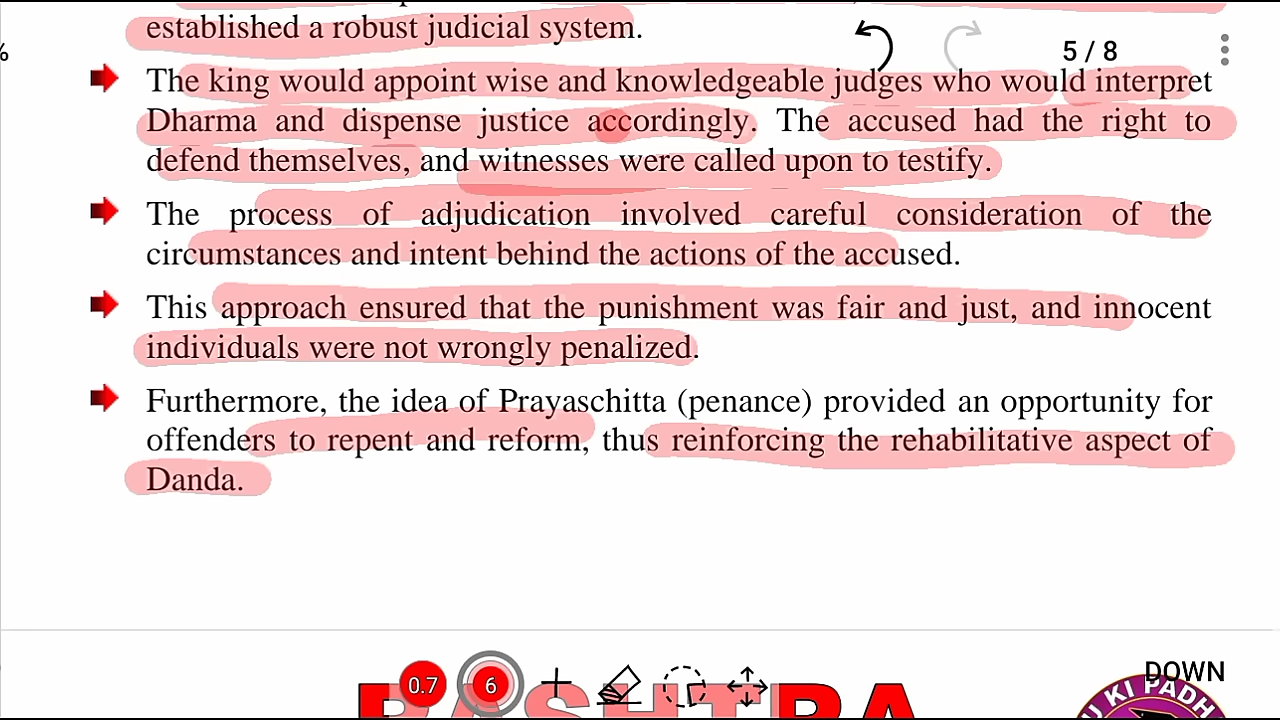 established a robust judicial system.
%
5 / 8
The king would appoint wise and knowledgeable judges who would interpret
Dharma and dispense justice accordingly. The accused had the right to
defend themselves, and witnesses were called upon to testify.
The process of adjudication involved careful consideration of the
circumstances and intent behind the actions of the accused.
This approach ensured that the punishment was fair and just, and innocent
individuals were not wrongly penalized.
Furthermore, the idea of Prayaschitta (penance) provided an opportunity for
offenders to repent and reform, thus reinforcing the rehabilitative aspect of
Danda.
0.7
6
DOWN
RASHTRA
U KI PADH